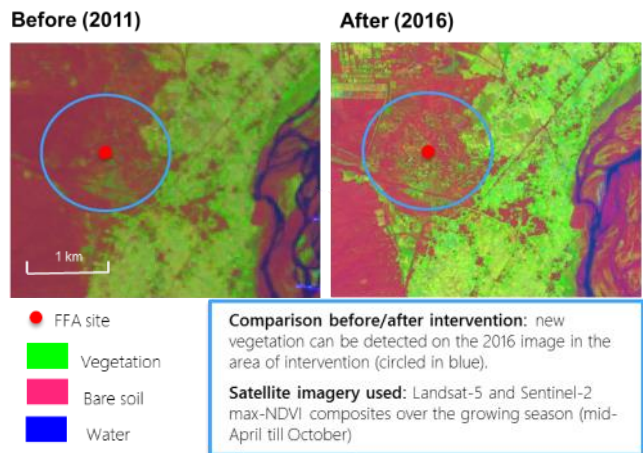 Before (2011)
After (2016)
1 km
FFA site
Vegetation
Bare soil
Water
Comparison before/after intervention: new
vegetation can be detected on the 2016 image in the
area of intervention (circled in blue).
Satellite imagery used: Landsat-5 and Sentinel-2
max-NDVI composites over the growing season (mid-
April till October)